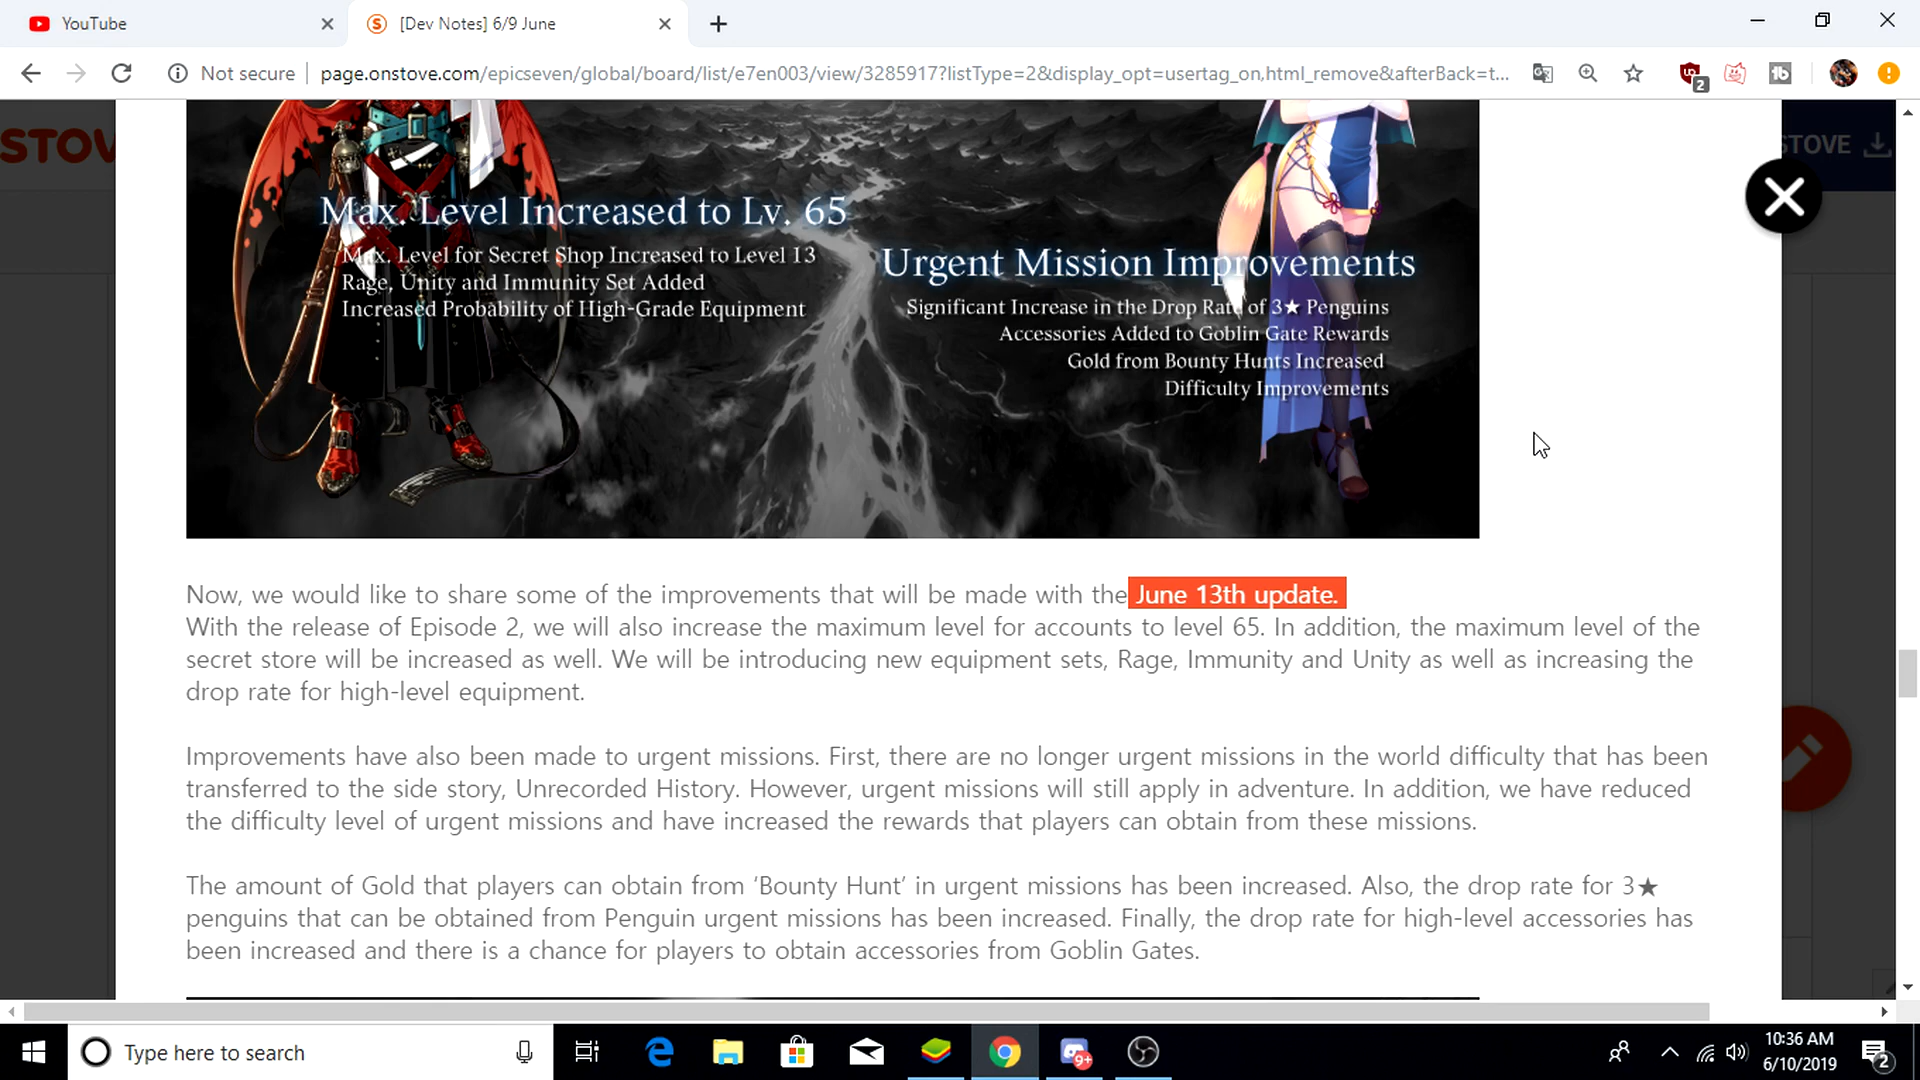 YouTube
[Dev Notes] 6/9 June
Not secure
page.onstove.com/epicseven/global/board/list/e7en003/view/3285917?listType=2&display_opt=usertag_on,html_remove&afterBack=t...
2
STOV
STOVE
Max. Level Increased to Lv. 65
Max. Level for Secret Shop Increased to Level 13
Rage, Unity and Immunity Set Added
Increased Probability of High-Grade Equipment
Urgent Mission Improvements
Significant Increase in the Drop Rate of 3★ Penguins
Accessories Added to Goblin Gate Rewards
Gold from Bounty Hunts Increased
Difficulty Improvements
Now, we would like to share some of the improvements that will be made with the June 13th update.
With the release of Episode 2, we will also increase the maximum level for accounts to level 65. In addition, the maximum level of the
secret store will be increased as well. We will be introducing new equipment sets, Rage, Immunity and Unity as well as increasing the
drop rate for high-level equipment.
Improvements have also been made to urgent missions. First, there are no longer urgent missions in the world difficulty that has been
transferred to the side story, Unrecorded History. However, urgent missions will still apply in adventure. In addition, we have reduced
the difficulty level of urgent missions and have increased the rewards that players can obtain from these missions.
The amount of Gold that players can obtain from ‘Bounty Hunt’ in urgent missions has been increased. Also, the drop rate for 3★
penguins that can be obtained from Penguin urgent missions has been increased. Finally, the drop rate for high-level accessories has
been increased and there is a chance for players to obtain accessories from Goblin Gates.
Type here to search
9+
10:36 AM
6/10/2019
2